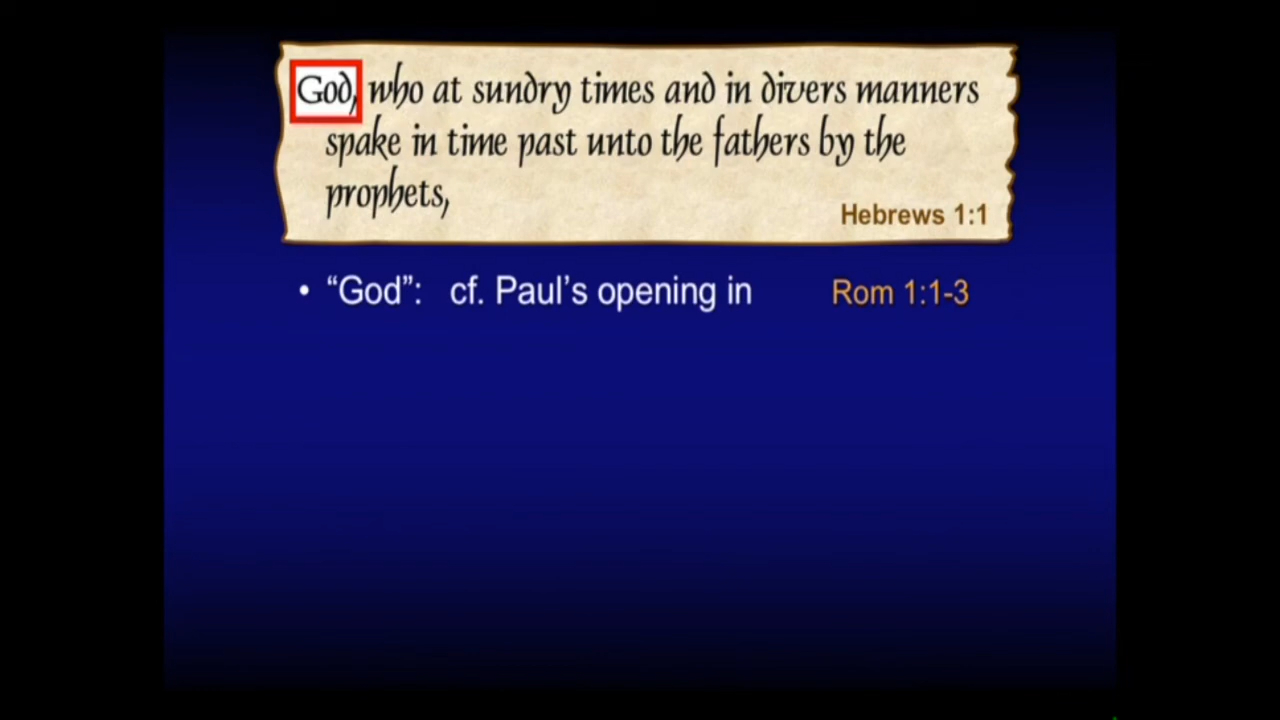 God, who at sundry times and in divers manners
spake in time past unto the fathers by the
prophets,
Hebrews 1:1
• “God”: cf. Paul’s opening in Rom 1:1-3